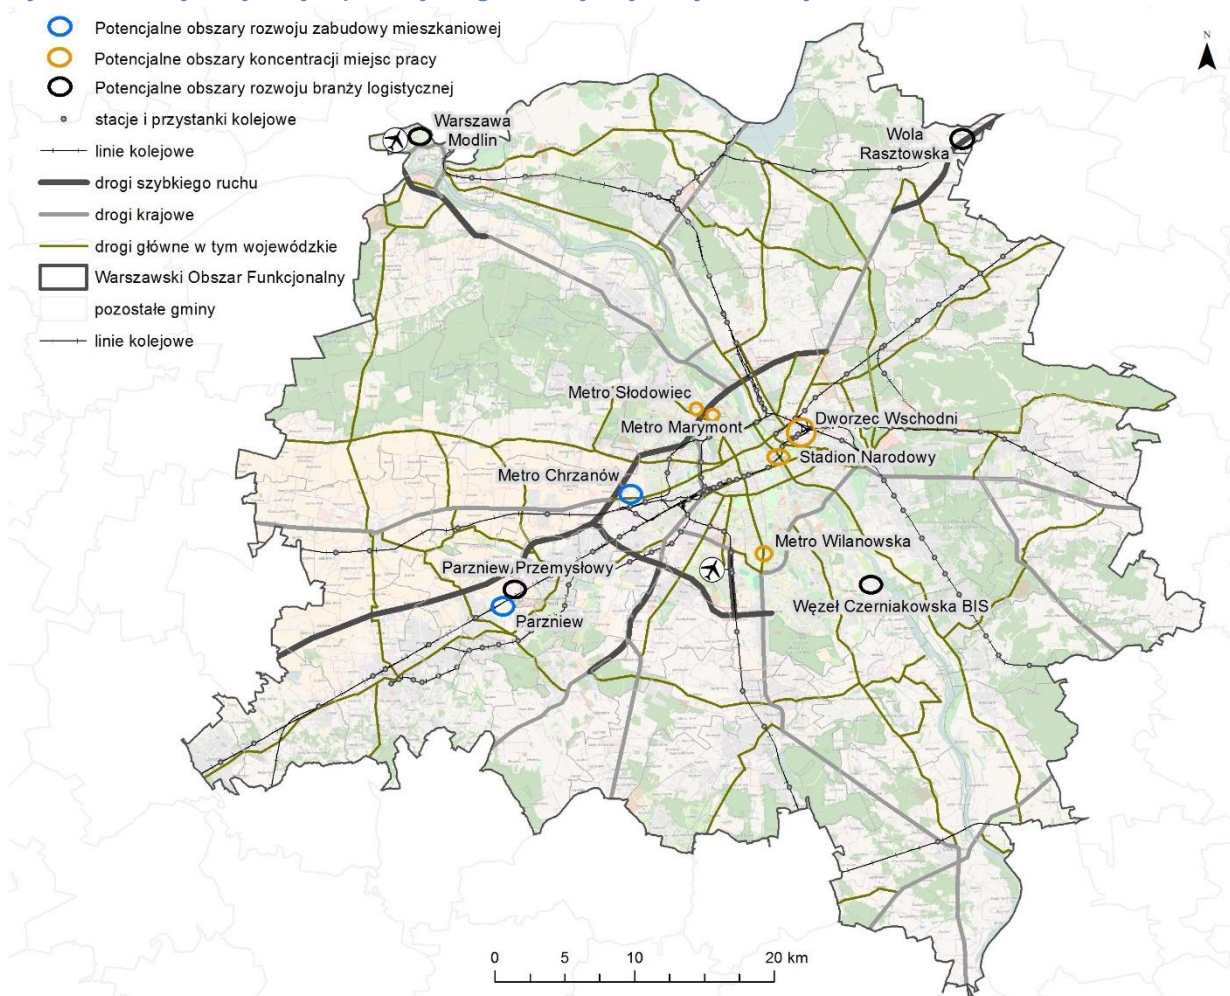 Potencjalne obszary rozwoju zabudowy mieszkaniowej
Potencjalne obszary koncentracji miejsc pracy
Potencjalne obszary rozwoju branży logistycznej
stacje i przystanki kolejowe
linie kolejowe
drogi szybkiego ruchu
drogi krajowe
drogi główne w tym wojewódzkie
Warszawski Obszar Funkcjonalny
pozostałe gminy
linie kolejowe
N
Warszawa
Modlin
Wola
Rasztowska
Metro Słodowiec
Metro Marymont
Dworzec Wschodni
Stadion Narodowy
Metro Chrzanów
Metro Wilanowska
Parzniew Przemysłowy
Węzeł Czerniakowska BIS
Parzniew
0 5 10 20 km